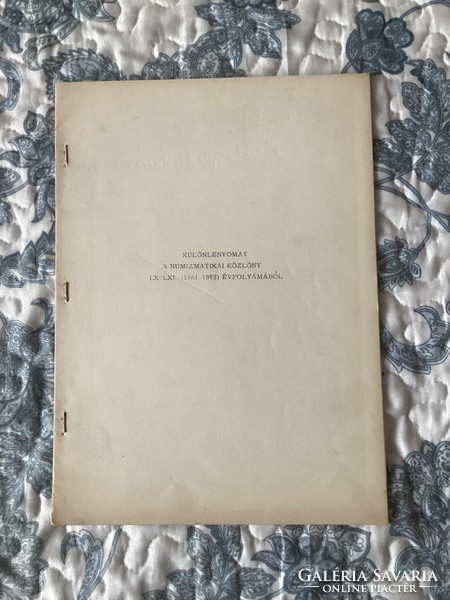 KÜLÖNLENYOMAT
A NUMIZMATIKAI KÖZLÖNY
LX–LXI. (1961–1962) ÉVFOLYAMÁBÓL
GALÉRIA SAVARIA
ONLINE PIACTÉR